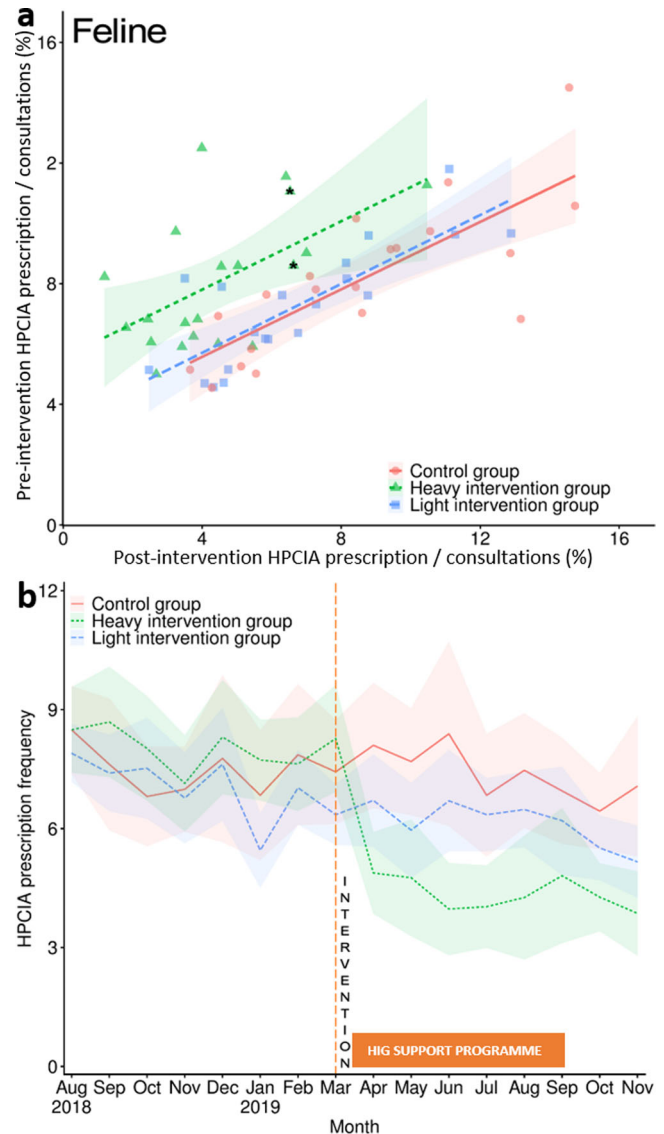 a
Feline
Pre-intervention HPCIA prescription / consultations (%)
16
2
8
4
0
Control group
Heavy intervention group
Light intervention group
0 4 8 12 16
Post-intervention HPCIA prescription / consultations (%)
b
12
Control group
Heavy intervention group
Light intervention group
HPCIA prescription frequency
9
6
3
0
INTERVENTION
HIG SUPPORT PROGRAMME
Aug Sep Oct Nov Dec Jan Feb Mar Apr May Jun Jul Aug Sep Oct Nov
2018 2019
Month